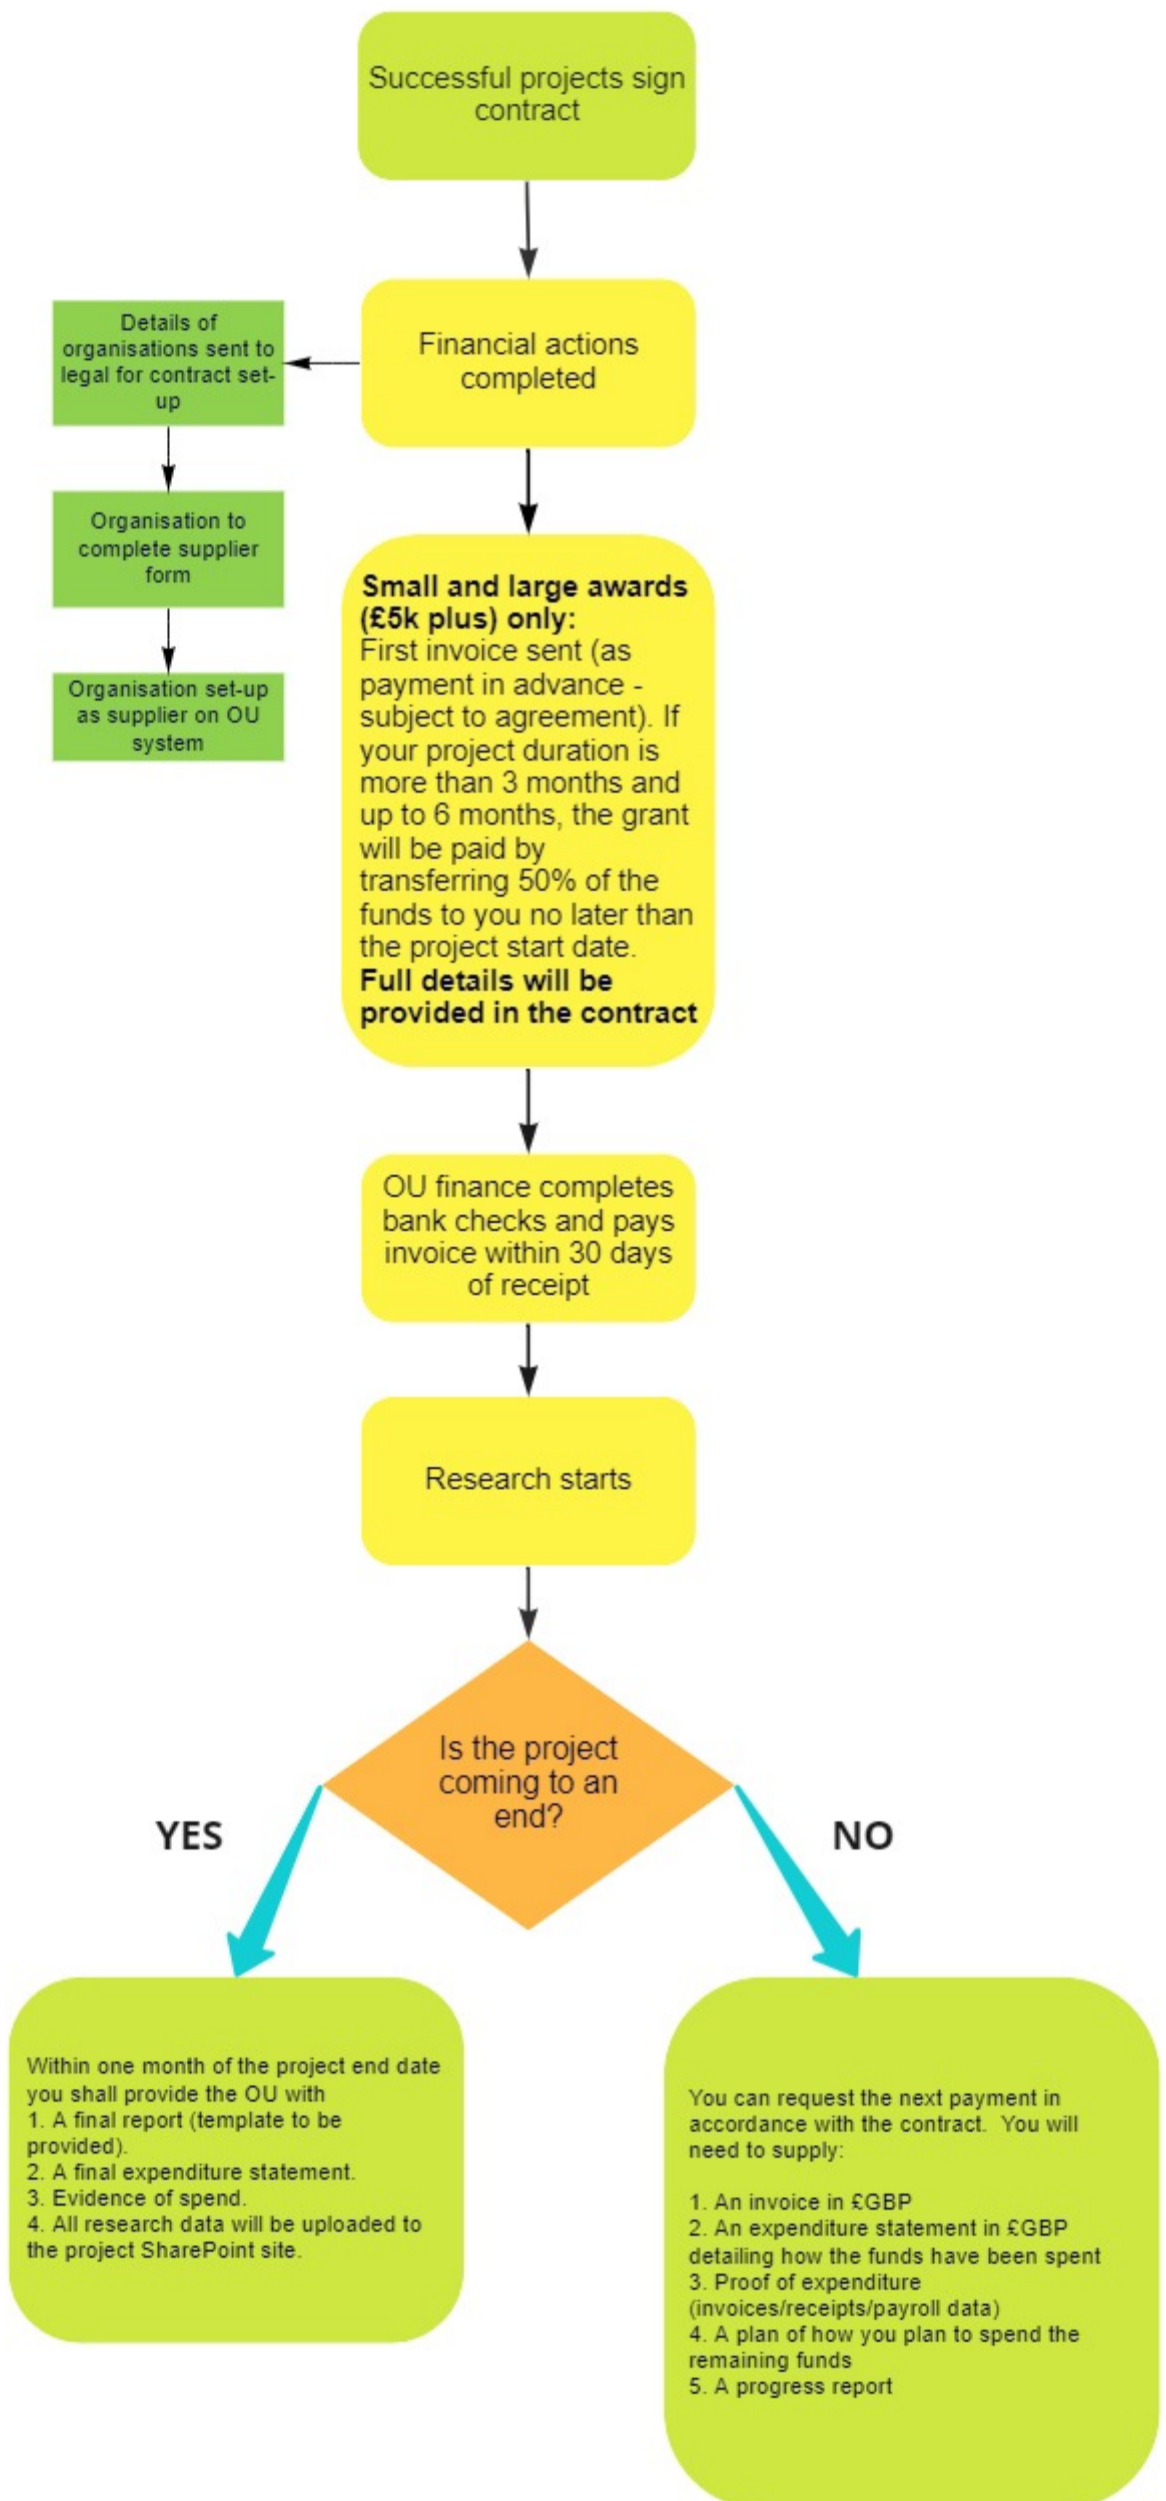 Successful projects sign
contract
Financial actions
completed
Details of
organisations sent to
legal for contract set-
up
Organisation to
complete supplier
form
Organisation set-up
as supplier on OU
system
Small and large awards
(£5k plus) only:
First invoice sent (as
payment in advance -
subject to agreement). If
your project duration is
more than 3 months and
up to 6 months, the grant
will be paid by
transferring 50% of the
funds to you no later than
the project start date.
Full details will be
provided in the contract
OU finance completes
bank checks and pays
invoice within 30 days
of receipt
Research starts
Is the project
coming to an
end?
YES
NO
Within one month of the project end date
you shall provide the OU with
1. A final report (template to be
provided).
2. A final expenditure statement.
3. Evidence of spend.
4. All research data will be uploaded to
the project SharePoint site.
You can request the next payment in
accordance with the contract.  You will
need to supply:
1. An invoice in £GBP
2. An expenditure statement in £GBP
detailing how the funds have been spent
3. Proof of expenditure
(invoices/receipts/payroll data)
4. A plan of how you plan to spend the
remaining funds
5. A progress report